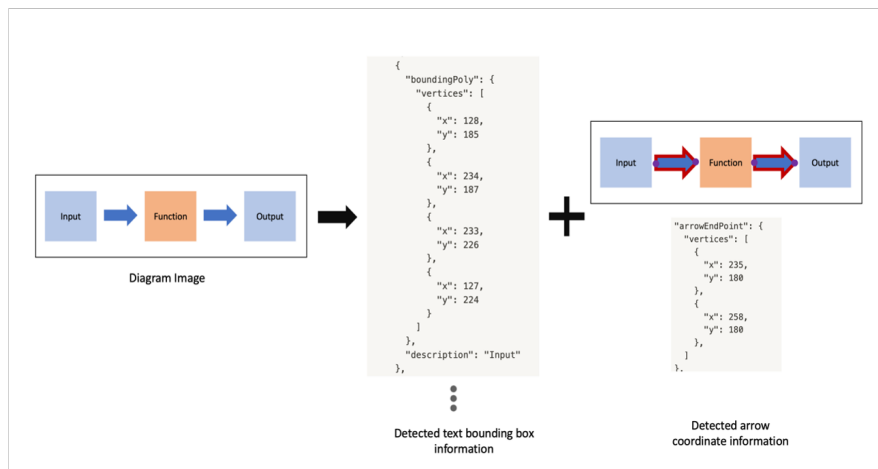 Input
Function
Output
Diagram Image
{
"boundingPoly": {
"vertices": [
{
"x": 128,
"y": 185
},
{
"x": 234,
"y": 187
},
{
"x": 233,
"y": 226
},
{
"x": 127,
"y": 224
}
]
},
"description": "Input"
},
Detected text bounding box
information
Input
Function
Output
"arrowEndPoint": {
"vertices": [
{
"x": 235,
"y": 180
},
{
"x": 258,
"y": 180
},
]
},
Detected arrow
coordinate information